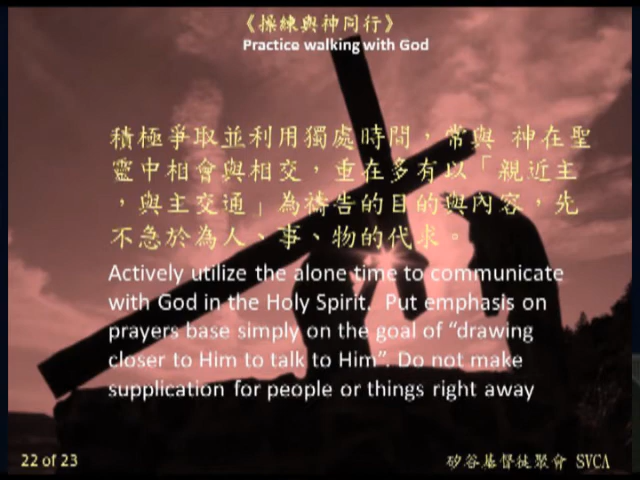 《操練與神同行》
Practice walking with God
積極爭取並利用獨處時間，常與 神在聖
靈中相會與相交，重在多有以「親近主
，與主交通」為禱告的目的與內容，先
不急於為人、事、物的代求。
Actively utilize the alone time to communicate
with God in the Holy Spirit.  Put emphasis on
prayers base simply on the goal of “drawing
closer to Him to talk to Him”. Do not make
supplication for people or things right away
22 of 23
矽谷基督徒聚會 SVCA